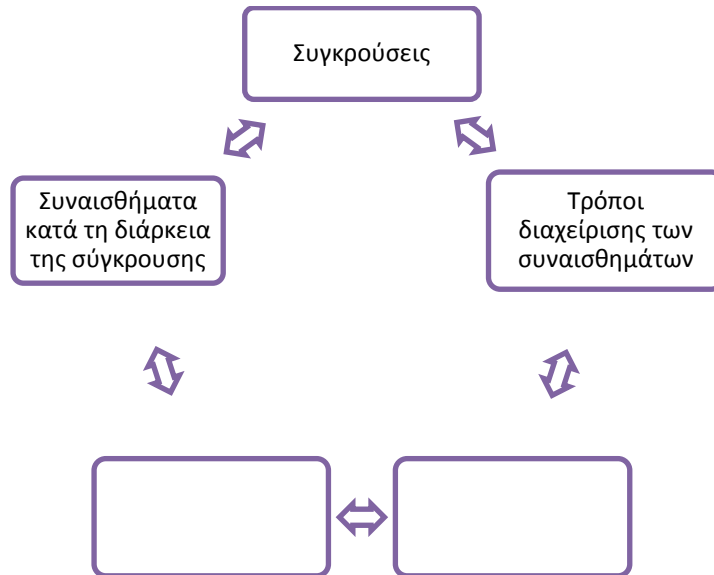 Συγκρούσεις
Συναισθήματα
κατά τη διάρκεια
της σύγκρουσης
Τρόποι
διαχείρισης των
συναισθημάτων